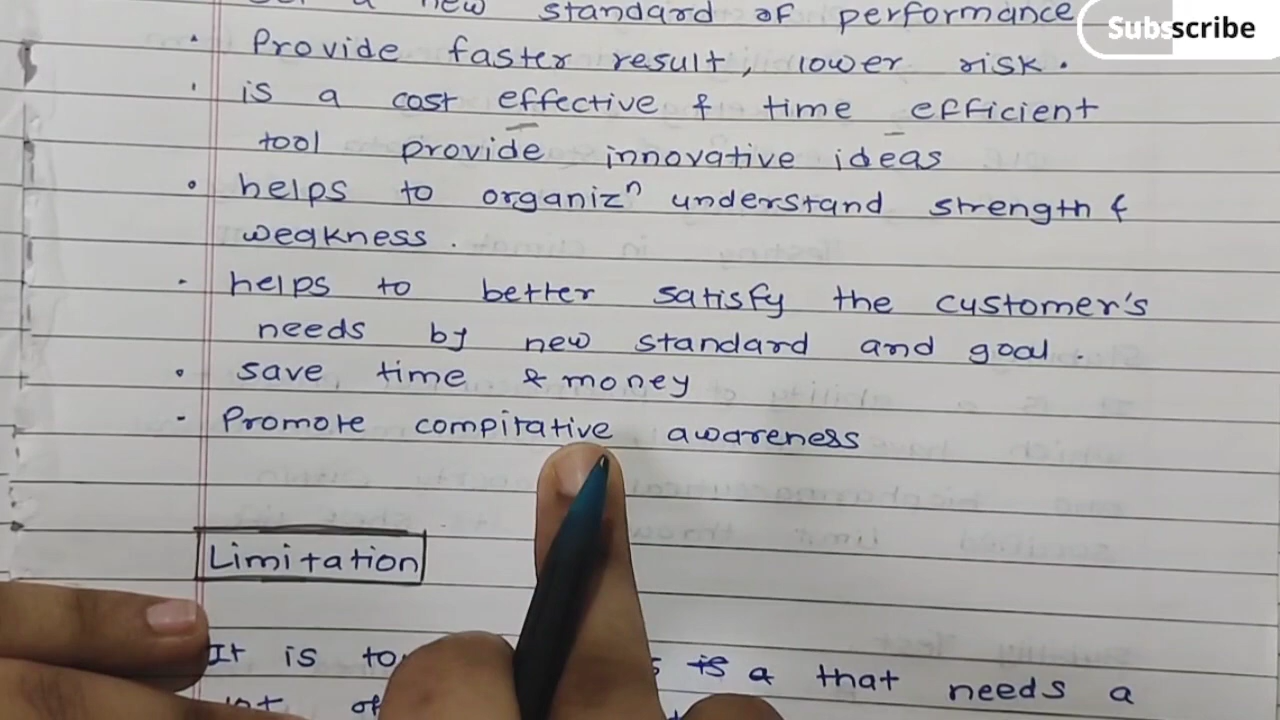 new standard of performance
Subscribe
• Provide faster result, lower risk.
• is a cost effective & time efficient
tool provide innovative ideas
• helps to organizⁿ understand strength &
weakness.
• helps to better satisfy the customer's
needs by new standard and goal.
• save time & money
- Promote compitative awareness
Limitation
It is a that needs a
of